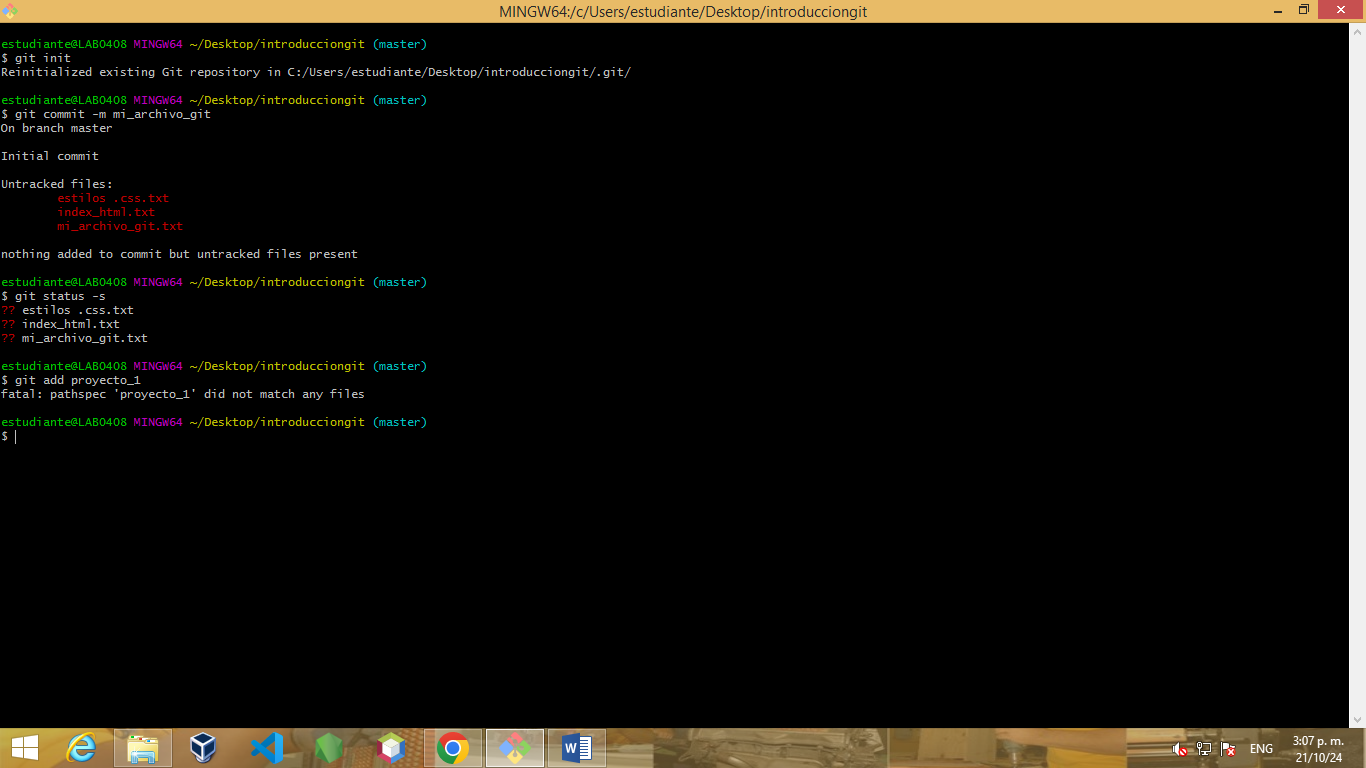 MINGW64:/c/Users/estudiante/Desktop/introducciongit
estudiante@LAB0408 MINGW64 ~/Desktop/introducciongit (master)
$ git init
Reinitialized existing Git repository in C:/Users/estudiante/Desktop/introducciongit/.git/
estudiante@LAB0408 MINGW64 ~/Desktop/introducciongit (master)
$ git commit -m mi_archivo_git
On branch master
Initial commit
Untracked files:
estilos .css.txt
index_html.txt
mi_archivo_git.txt
nothing added to commit but untracked files present
estudiante@LAB0408 MINGW64 ~/Desktop/introducciongit (master)
$ git status -s
?? estilos .css.txt
?? index_html.txt
?? mi_archivo_git.txt
estudiante@LAB0408 MINGW64 ~/Desktop/introducciongit (master)
$ git add proyecto_1
fatal: pathspec 'proyecto_1' did not match any files
estudiante@LAB0408 MINGW64 ~/Desktop/introducciongit (master)
$
ENG
3:07 p. m.
21/10/24